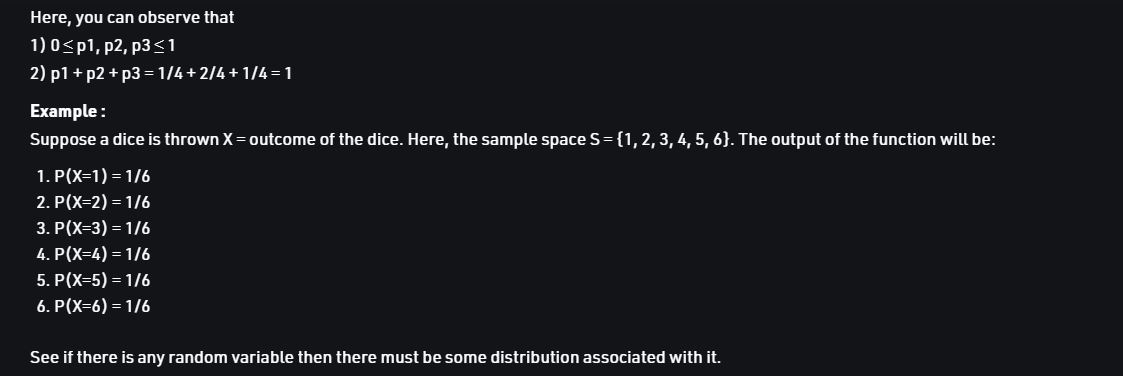 Here, you can observe that
1) 0 ≤ p1, p2, p3 ≤ 1
2) p1 + p2 + p3 = 1/4 + 2/4 + 1/4 = 1
Example :
Suppose a dice is thrown X = outcome of the dice. Here, the sample space S = {1, 2, 3, 4, 5, 6}. The output of the function will be:
1. P(X=1) = 1/6
2. P(X=2) = 1/6
3. P(X=3) = 1/6
4. P(X=4) = 1/6
5. P(X=5) = 1/6
6. P(X=6) = 1/6
See if there is any random variable then there must be some distribution associated with it.